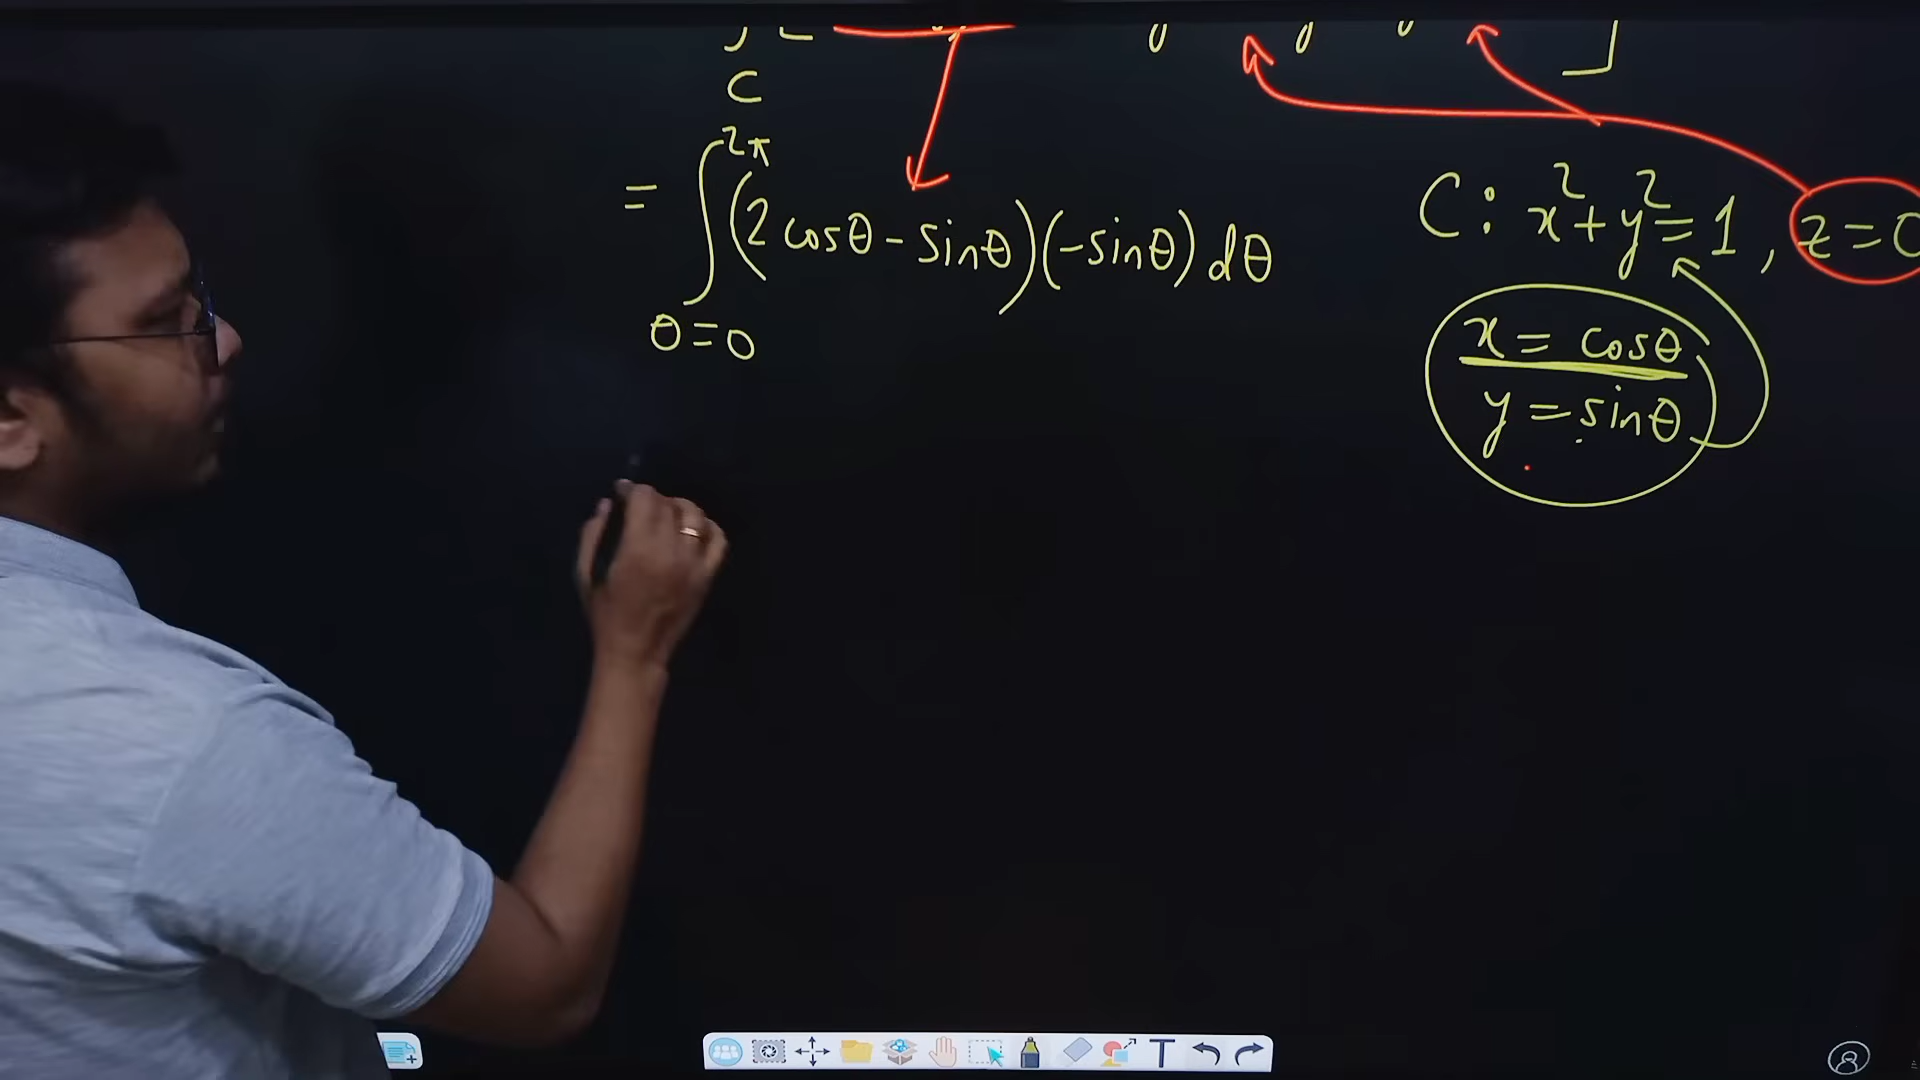 C
= ∫_{θ=0}^{2π} (2 cosθ - sinθ)(-sinθ) dθ
C: x²+y²=1, z=0
x = cosθ
y = sinθ
T